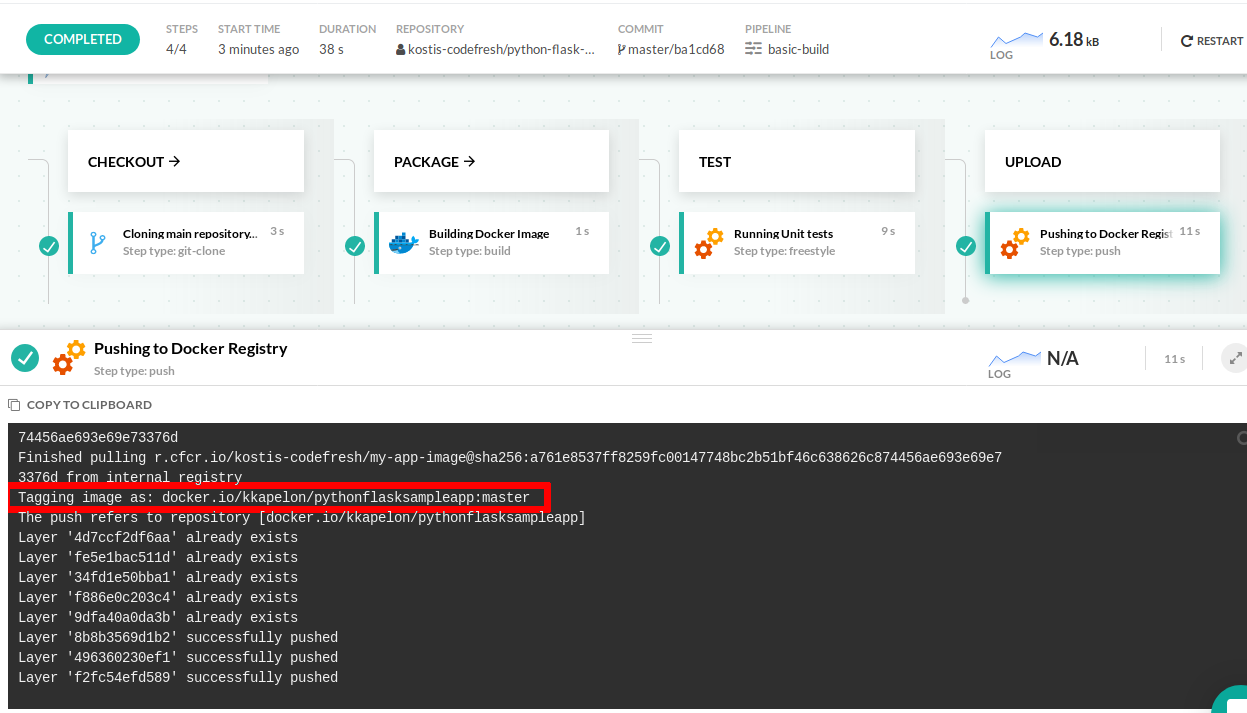 COMPLETED
STEPS
4/4
START TIME
3 minutes ago
DURATION
38 s
REPOSITORY
kostis-codefresh/python-flask-...
COMMIT
master/ba1cd68
PIPELINE
basic-build
LOG
6.18 kB
RESTART
CHECKOUT →
PACKAGE →
TEST
UPLOAD
Cloning main repository... 3 s
Step type: git-clone
Building Docker Image 1 s
Step type: build
Running Unit tests 9 s
Step type: freestyle
Pushing to Docker Regist 11 s
Step type: push
Pushing to Docker Registry
Step type: push
LOG
N/A
11 s
COPY TO CLIPBOARD
74456ae693e69e73376d
Finished pulling r.cfcr.io/kostis-codefresh/my-app-image@sha256:a761e8537ff8259fc00147748bc2b51bf46c638626c874456ae693e69e7
3376d from internal registry
Tagging image as: docker.io/kkapelon/pythonflasksampleapp:master
The push refers to repository [docker.io/kkapelon/pythonflasksampleapp]
Layer '4d7ccf2df6aa' already exists
Layer 'fe5e1bac511d' already exists
Layer '34fd1e50bba1' already exists
Layer 'f886e0c203c4' already exists
Layer '9dfa40a0da3b' already exists
Layer '8b8b3569d1b2' successfully pushed
Layer '496360230ef1' successfully pushed
Layer 'f2fc54efd589' successfully pushed